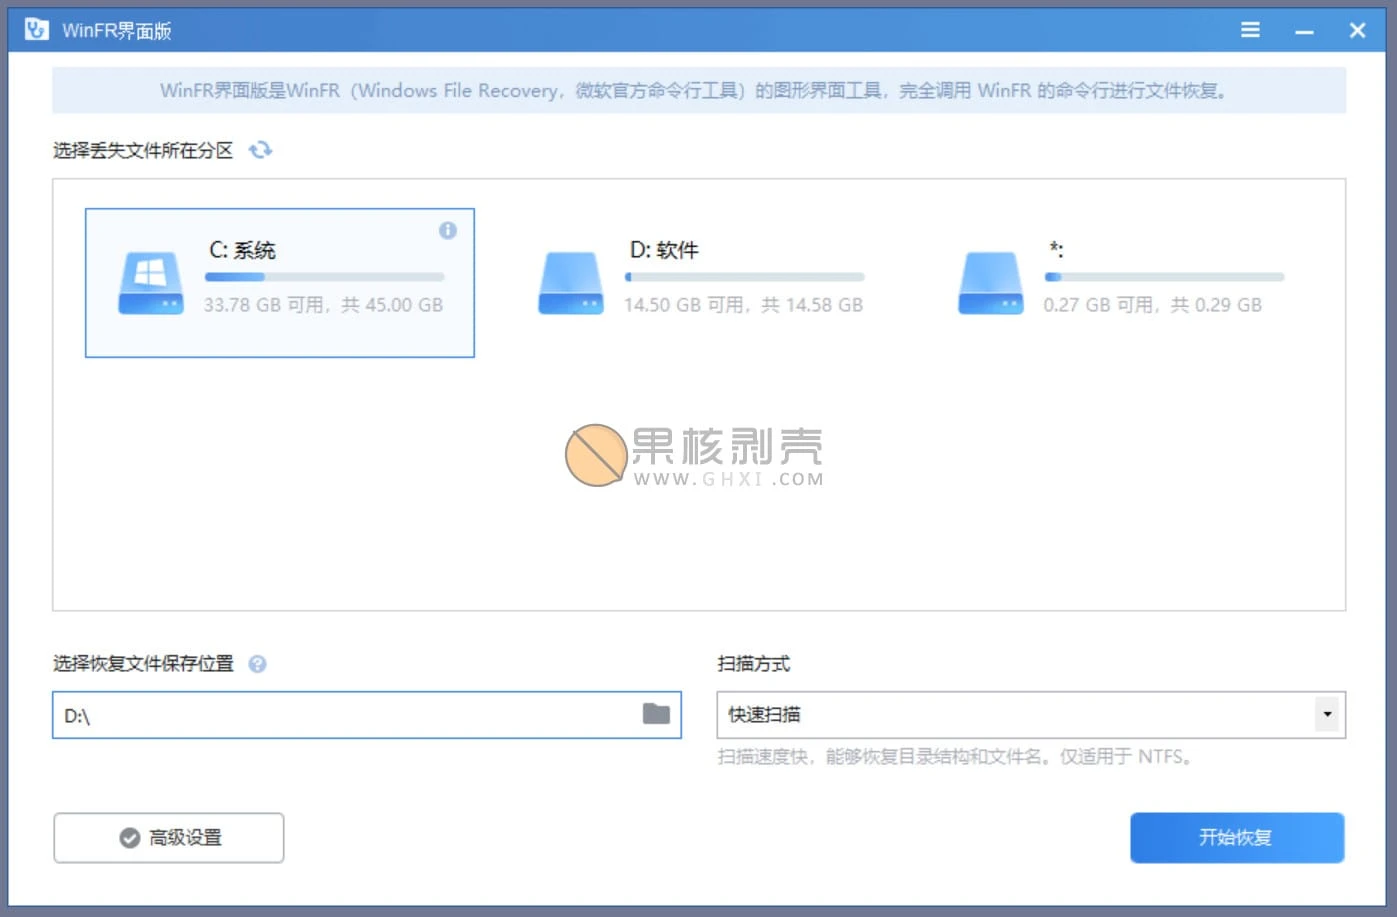 WinFR界面版
WinFR界面版是WinFR（Windows File Recovery，微软官方命令行工具）的图形界面工具，完全调用 WinFR 的命令行进行文件恢复。
选择丢失文件所在分区
C: 系统
33.78 GB 可用，共 45.00 GB
D: 软件
14.50 GB 可用，共 14.58 GB
*:
0.27 GB 可用，共 0.29 GB
果核剥壳
WWW.GHXI.COM
选择恢复文件保存位置
D:\
扫描方式
快速扫描
扫描速度快，能够恢复目录结构和文件名。仅适用于 NTFS。
高级设置
开始恢复